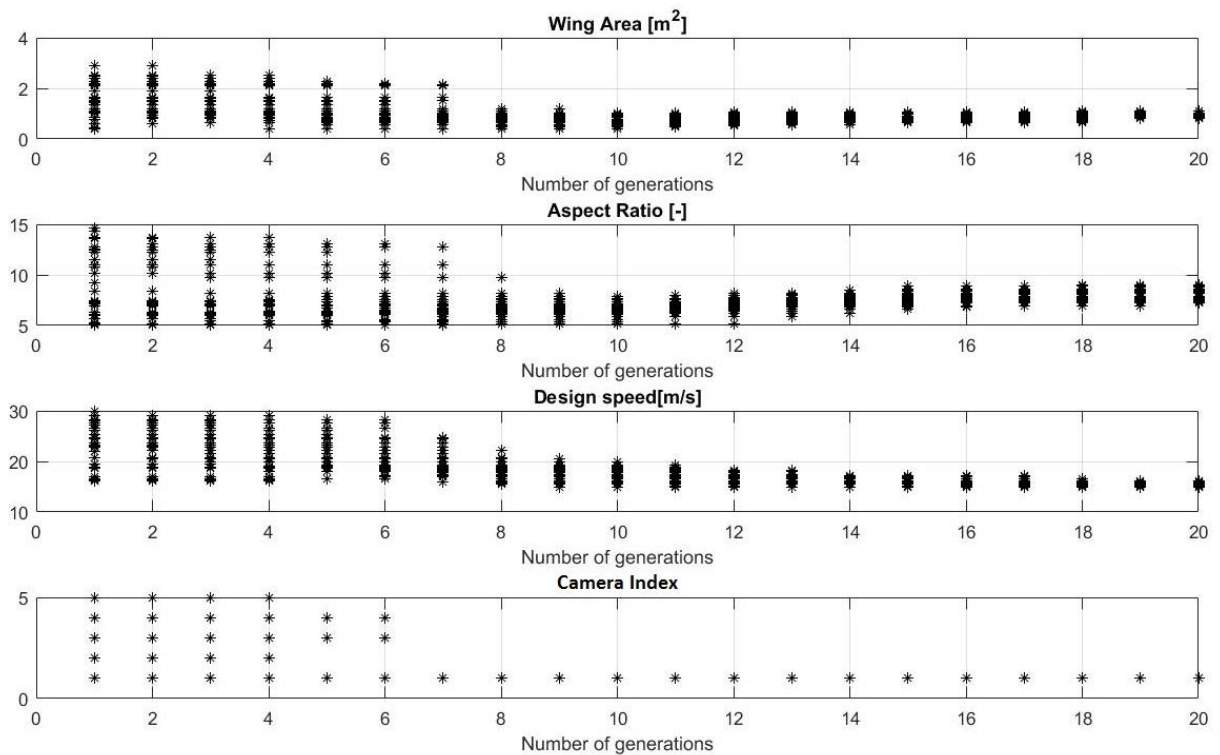 Wing Area [m²]
4
2
0
0 2 4 6 8 10 12 14 16 18 20
Number of generations
Aspect Ratio [-]
15
10
5
0 2 4 6 8 10 12 14 16 18 20
Number of generations
Design speed[m/s]
30
20
10
0 2 4 6 8 10 12 14 16 18 20
Number of generations
Camera Index
5
0
0 2 4 6 8 10 12 14 16 18 20
Number of generations